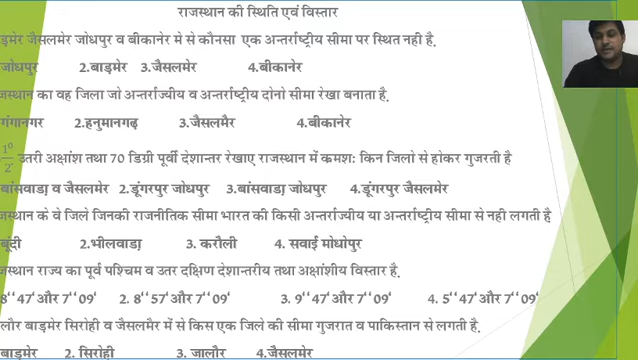 राजस्थान की स्थिति एवं विस्तार
ड़मेर जैसलमेर जोधपुर व बीकानेर मे से कौनसा एक अन्तर्राष्ट्रीय सीमा पर स्थित नही है.
जोधपुर 2.बाड़मेर 3.जैसलमेर 4.बीकानेर
जस्थान का वह जिला जो अन्तर्राज्यीय व अन्तर्राष्ट्रीय दोनो सीमा रेखा बनाता है.
गंगानगर 2.हनुमानगढ़ 3.जैसलमैर 4.बीकानेर
1⁰/2 उतरी अक्षांश तथा 70 डिग्री पूर्वी देशान्तर रेखाए राजस्थान में कमश: किन जिलो से होकर गुजरती है
बांसवाडा़ व जैसलमेर 2.डूंगरपुर जोधपुर 3.बांसवाडा़ जोधपुर 4.डूंगरपुर जैसलमेर
जस्थान के वे जिले जिनकी राजनीतिक सीमा भारत की किसी अन्तर्राज्यीय या अन्तर्राष्ट्रीय सीमा से नही लगती है
बूंदी 2.भीलवाडा़ 3. करौली 4. सवाई मोधोपुर
जस्थान राज्य का पूर्व पश्चिम व उतर दक्षिण देशान्तरीय तथा अक्षांशीय विस्तार है.
8‘‘47‘और 7‘‘09‘ 2. 8‘‘57‘और 7‘‘09‘ 3. 9‘‘47‘और 7‘‘09‘ 4. 5‘‘47‘और 7‘‘09‘
लौर बाड़मेर सिरोही व जैसलमैर में से किस एक जिले की सीमा गुजरात व पाकिस्तान से लगती है.
बाड़मेर 2. सिरोही 3. जालौर 4.जैसलमेर